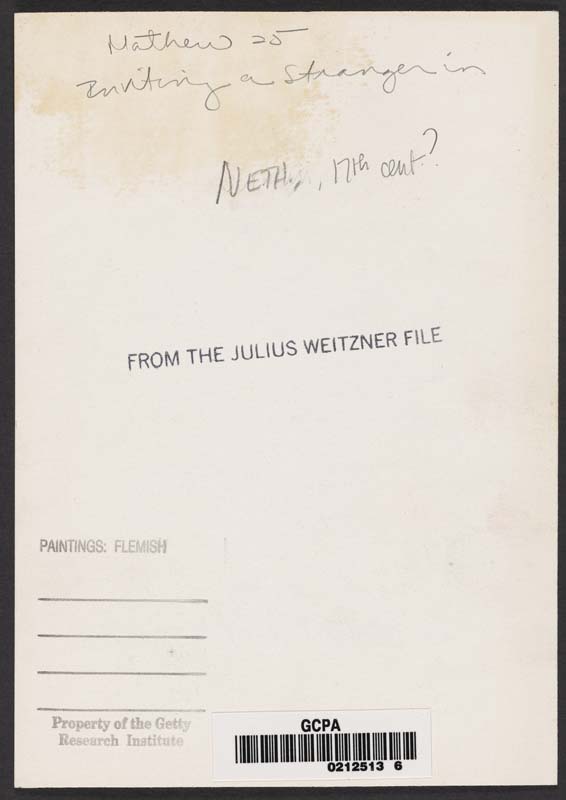 Mathew 25
Inviting a Stranger in
NETH., 17th cent.?
FROM THE JULIUS WEITZNER FILE
PAINTINGS: FLEMISH
Property of the Getty
Research Institute
GCPA
0212513 6